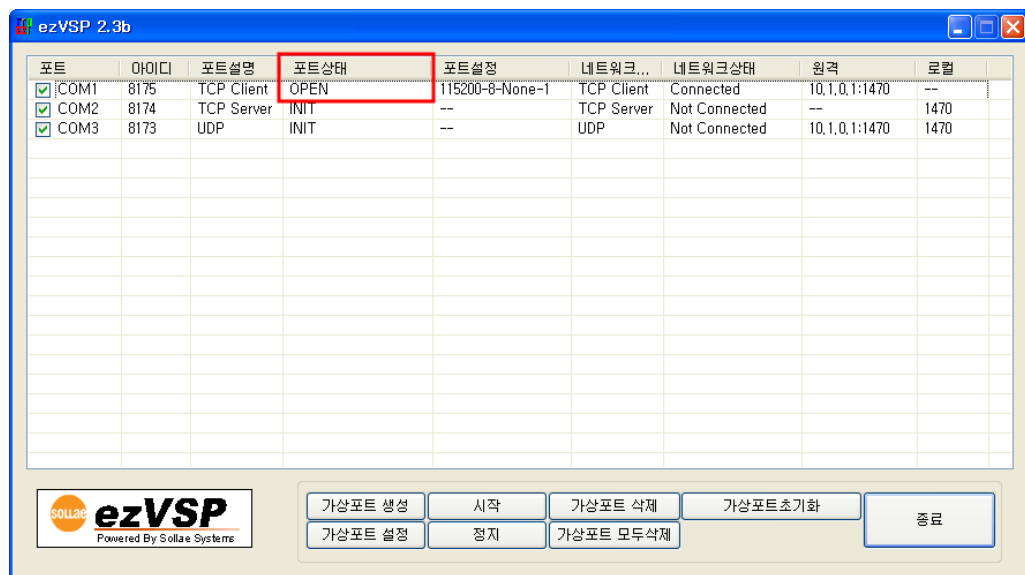 ezVSP 2.3b
포트 아이디 포트설명 포트상태 포트설정 네트워크... 네트워크상태 원격 로컬
COM1 8175 TCP Client OPEN 115200-8-None-1 TCP Client Connected 10.1.0.1:1470 --
COM2 8174 TCP Server INIT -- TCP Server Not Connected -- 1470
COM3 8173 UDP INIT -- UDP Not Connected 10.1.0.1:1470 1470
sollae ezVSP
Powered By Sollae Systems
가상포트 생성 시작 가상포트 삭제 가상포트초기화 종료
가상포트 설정 정지 가상포트 모두삭제